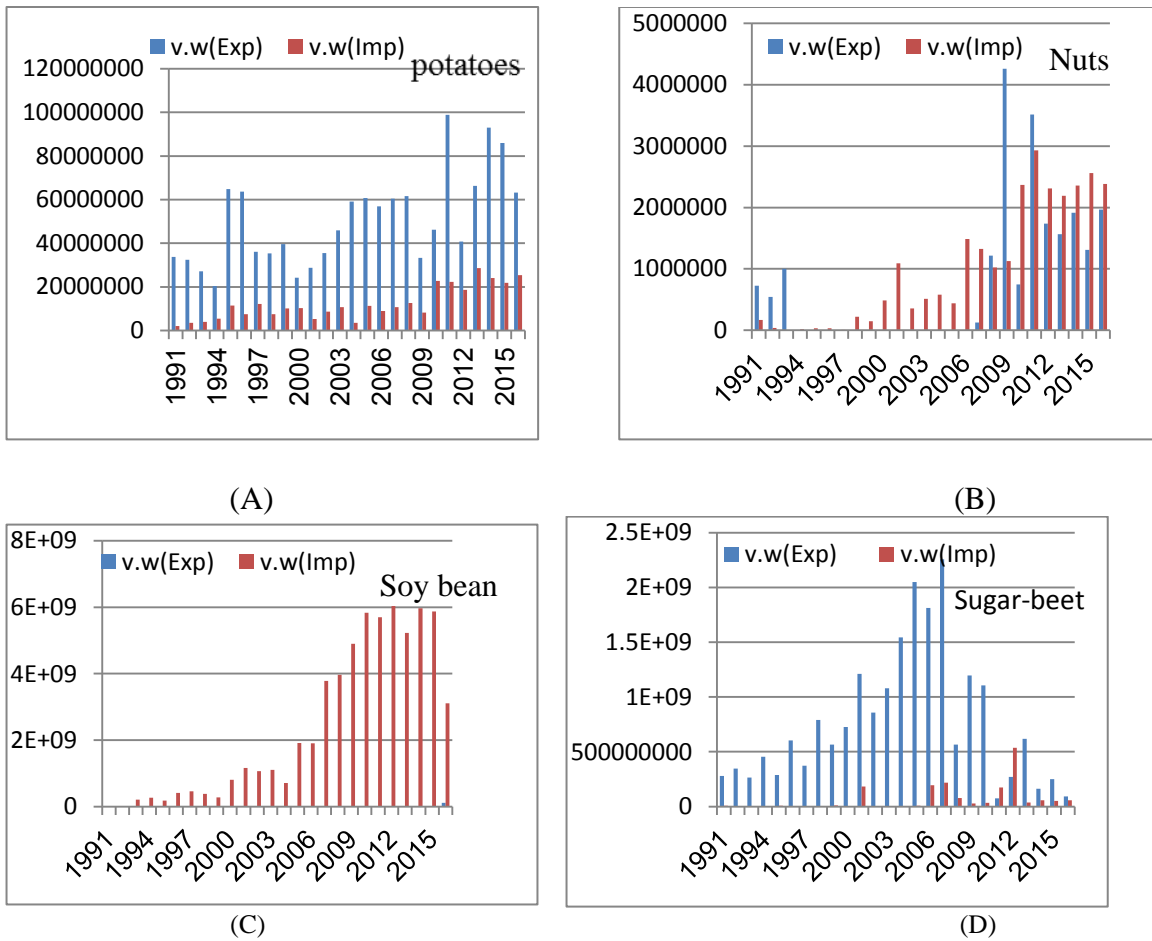 v.w(Exp) v.w(Imp)
potatoes
120000000
100000000
80000000
60000000
40000000
20000000
0
1991
1994
1997
2000
2003
2006
2009
2012
2015
(A)
v.w(Exp) v.w(Imp)
Nuts
5000000
4000000
3000000
2000000
1000000
0
1991
1994
1997
2000
2003
2006
2009
2012
2015
(B)
v.w(Exp) v.w(Imp)
Soy bean
8E+09
6E+09
4E+09
2E+09
0
1991
1994
1997
2000
2003
2006
2009
2012
2015
(C)
v.w(Exp) v.w(Imp)
Sugar-beet
2.5E+09
2E+09
1.5E+09
1E+09
500000000
0
1991
1994
1997
2000
2003
2006
2009
2012
2015
(D)